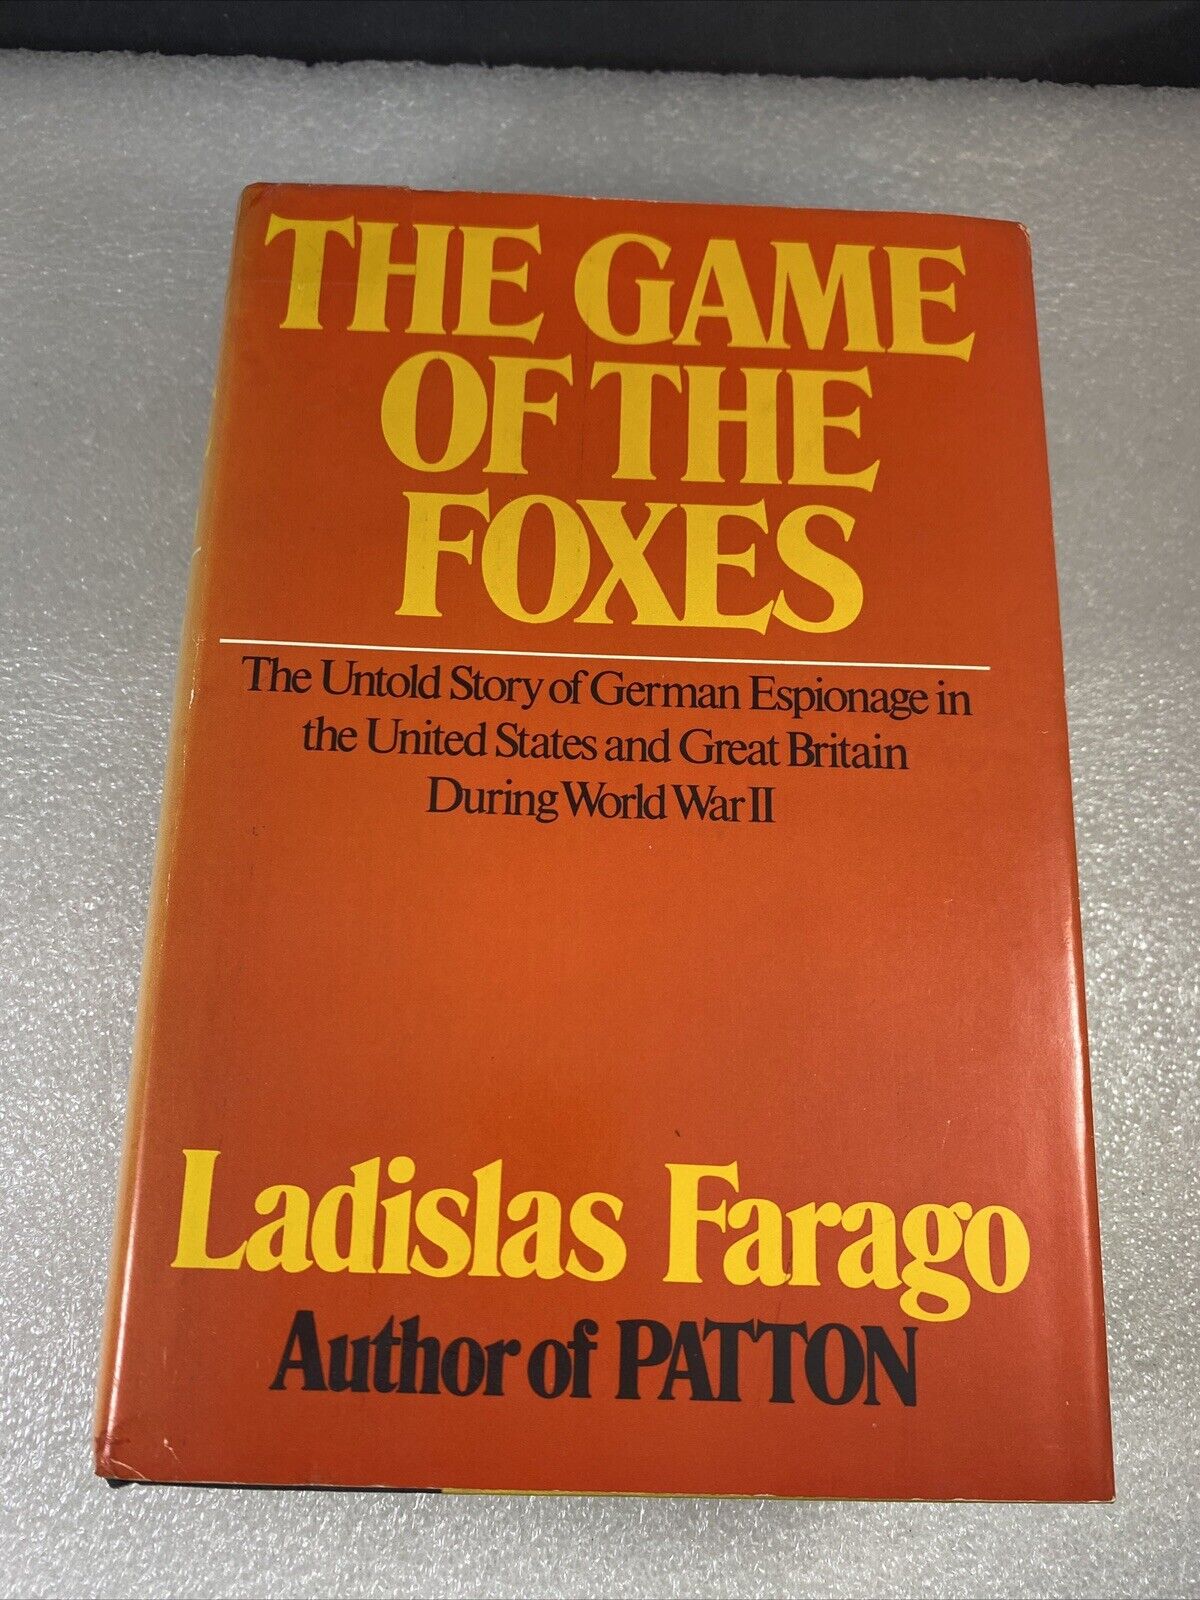 THE GAME
OF THE
FOXES
The Untold Story of German Espionage in
the United States and Great Britain
During World War II
Ladislas Farago
Author of PATTON